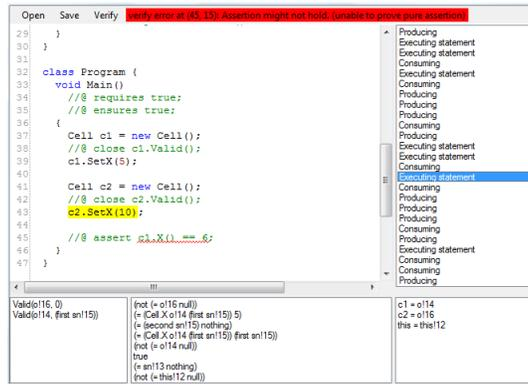 Open Save Verify verify error at (45, 15): Assertion might not hold. (unable to prove pure assertion)
29 }
30 }
31
32 class Program {
33 void Main()
34 //@ requires true;
35 //@ ensures true;
36 {
37 Cell c1 = new Cell();
38 //@ close c1.Valid();
39 c1.SetX(5);
40
41 Cell c2 = new Cell();
42 //@ close c2.Valid();
43 c2.SetX(10);
44
45 //@ assert c1.X() == 6;
46 }
47 }
Producing
Executing statement
Executing statement
Consuming
Executing statement
Consuming
Producing
Producing
Consuming
Consuming
Producing
Executing statement
Executing statement
Consuming
Executing statement
Consuming
Producing
Producing
Consuming
Consuming
Producing
Executing statement
Consuming
Consuming
Producing
Valid(o!16, 0)
Valid(o!14, (first sn!15))
(not (= o!16 null))
(= (Cell.X o!14 (first sn!15)) 5)
(= (second sn!15) nothing)
(= (Cell.X o!14 (first sn!15)) (first sn!15))
(not (= o!14 null))
true
(= sn!13 nothing)
(not (= this!12 null))
c1 = o!14
c2 = o!16
this = this!12